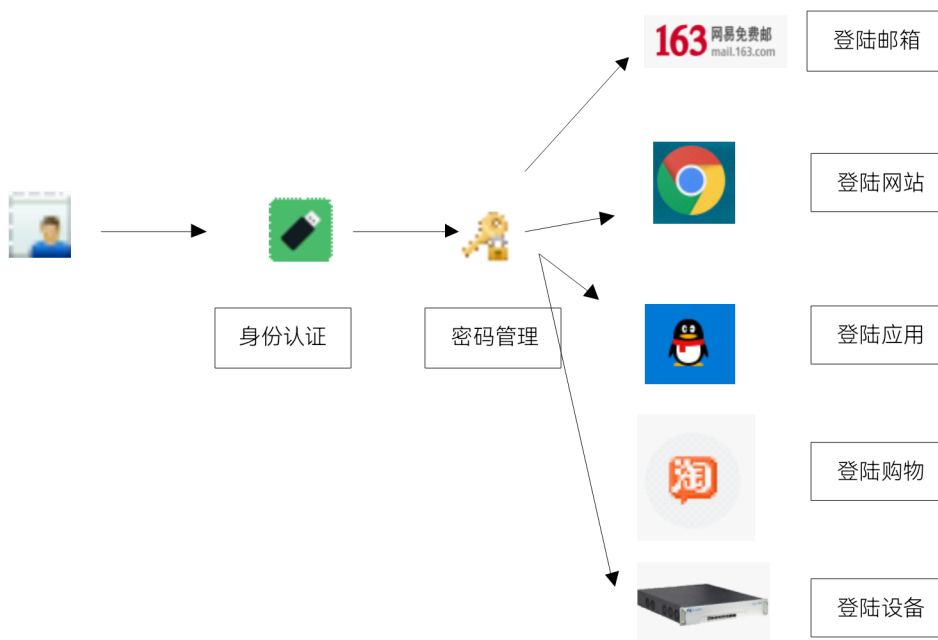 163 网易免费邮
mail.163.com
登陆邮箱
登陆网站
身份认证
密码管理
登陆应用
淘
登陆购物
登陆设备